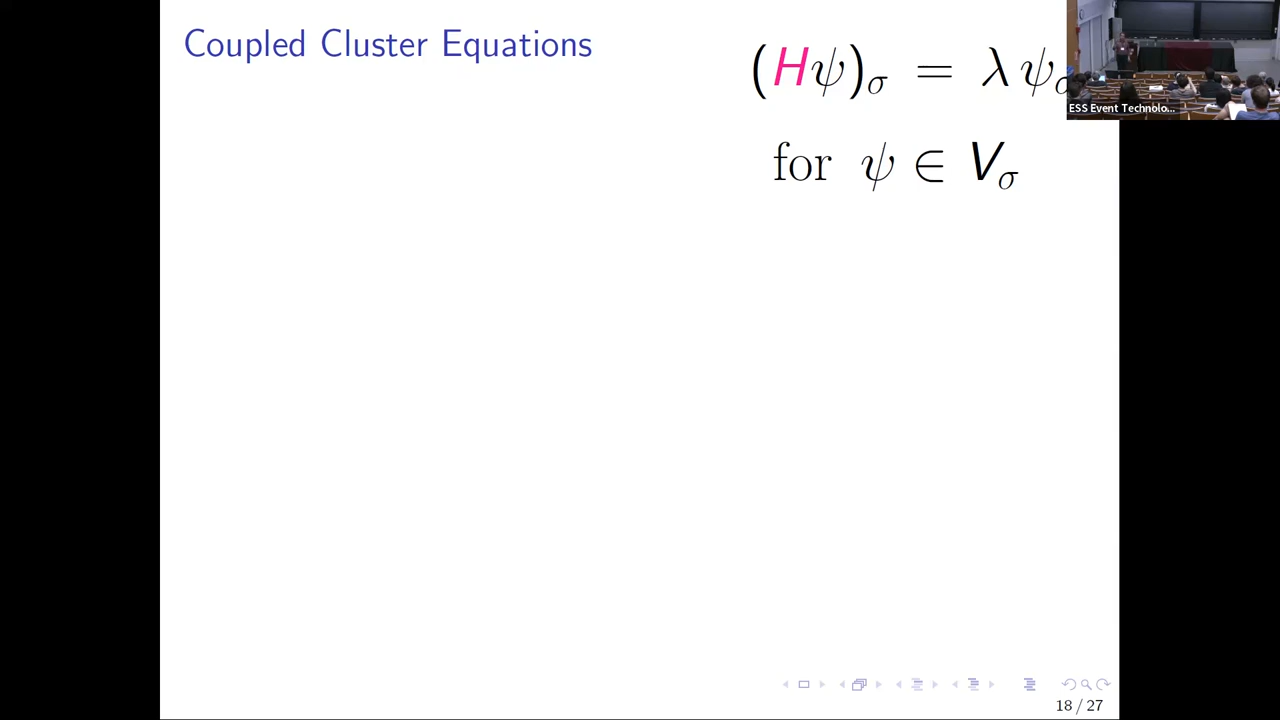 Coupled Cluster Equations
(Hψ)σ = λ ψσ
for ψ ∈ Vσ
ESS Event Technolo...
18 / 27